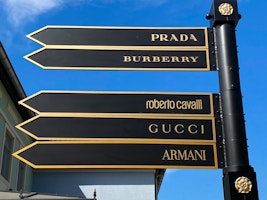 PRADA
BURBERRY
roberto cavalli
GUCCI
ARMANI